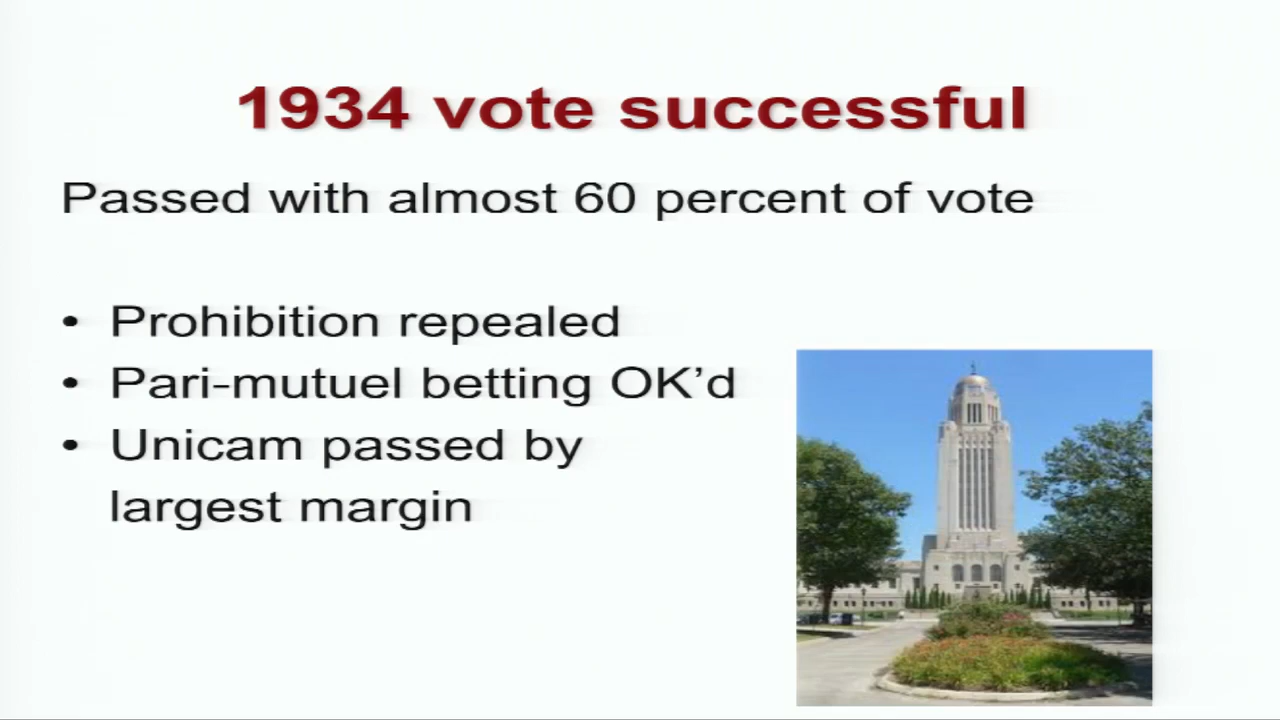 1934 vote successful
Passed with almost 60 percent of vote
• Prohibition repealed
• Pari-mutuel betting OK’d
• Unicam passed by
largest margin